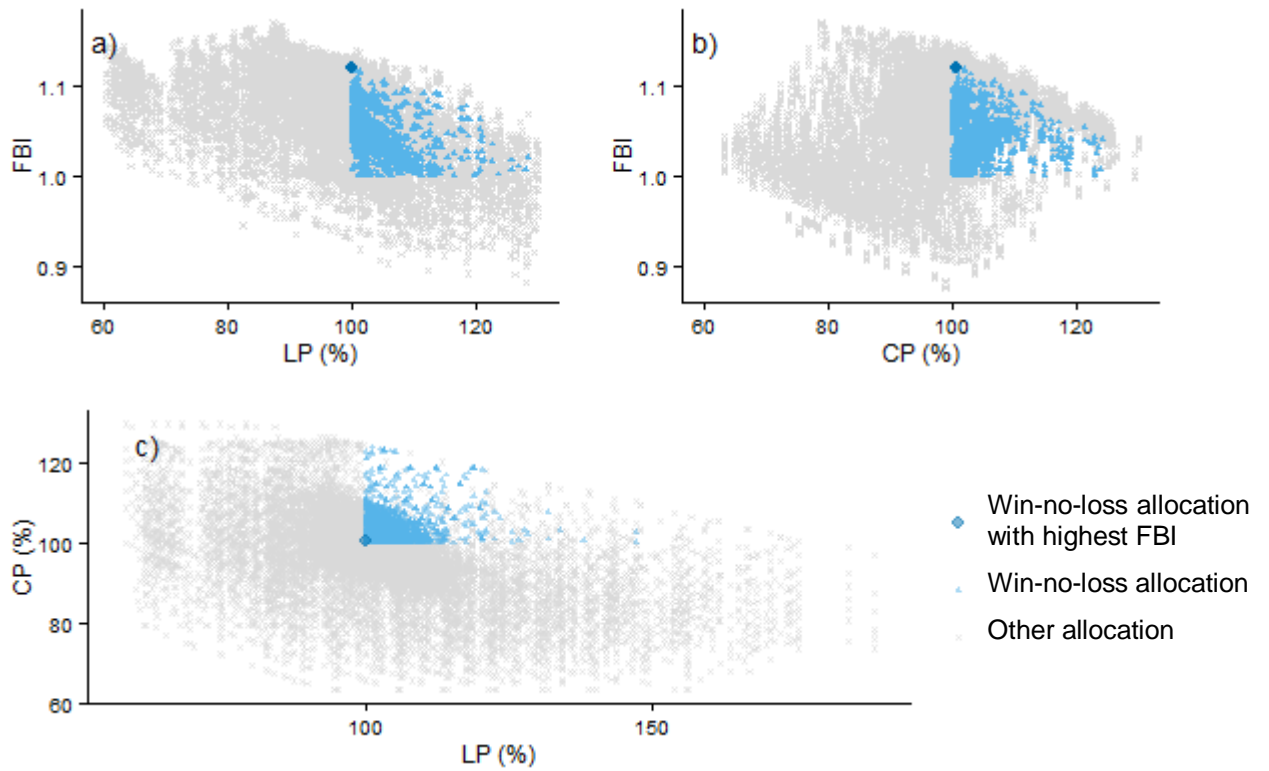 a)
FBI
1.1
1.0
0.9
60 80 100 120
LP (%)
b)
FBI
1.1
1.0
0.9
60 80 100 120
CP (%)
c)
CP (%)
120
100
80
60
100 150
LP (%)
Win-no-loss allocation
with highest FBI
Win-no-loss allocation
Other allocation